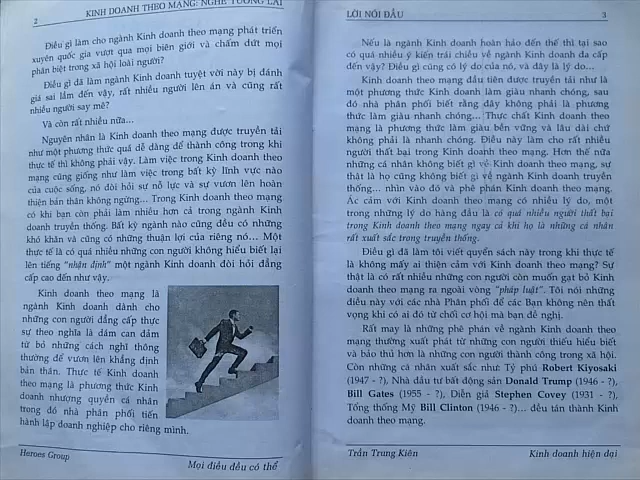 2
KINH DOANH THEO MẠNG: NGHỀ TƯƠNG LAI
Điều gì làm cho ngành Kinh doanh theo mạng phát triển
xuyên quốc gia vượt qua mọi biên giới và chấm dứt mọi
phân biệt trong xã hội loài người?
Điều gì đã làm ngành Kinh doanh tuyệt vời này bị đánh
giá sai lầm đến vậy, rất nhiều người lên án và cũng rất
nhiều người say mê?
Và còn rất nhiều nữa...
Nguyên nhân là Kinh doanh theo mạng được truyền tải
như một phương thức quá dễ dàng để thành công trong khi
thực tế thì không phải vậy. Làm việc trong Kinh doanh theo
mạng cũng giống như làm việc trong bất kỳ lĩnh vực nào
của cuộc sống, nó đòi hỏi sự nỗ lực và sự vươn lên hoàn
thiện bản thân không ngừng... Trong Kinh doanh theo mạng
có khi bạn còn phải làm nhiều hơn cả trong ngành Kinh
doanh truyền thống. Bất kỳ ngành nào cũng đều có những
khó khăn và cũng có những thuận lợi của riêng nó... Một
thực tế là có quá nhiều những con người không hiểu biết lại
lên tiếng "nhận định" một ngành Kinh doanh đòi hỏi đẳng
cấp cao đến như vậy.
Kinh doanh theo mạng là
ngành Kinh doanh dành cho
những con người đẳng cấp thực
sự theo nghĩa là dám can đảm
từ bỏ những cách nghĩ thông
thường để vươn lên khẳng định
bản thân. Thực tế Kinh doanh
theo mạng là phương thức Kinh
doanh nhượng quyền cá nhân
trong đó nhà phân phối tiến
hành lập doanh nghiệp cho riêng mình.
Heroes Group
Mọi điều đều có thể
LỜI NÓI ĐẦU
3
Nếu là ngành Kinh doanh hoàn hảo đến thế thì tại sao
có quá nhiều ý kiến trái chiều về ngành Kinh doanh đa cấp
đến vậy? Điều gì cũng có lý do của nó, và đây là lý do...
Kinh doanh theo mạng đầu tiên được truyền tải như là
một phương thức Kinh doanh làm giàu nhanh chóng, sau
đó nhà phân phối biết rằng đây không phải là phương
thức làm giàu nhanh chóng... Thực chất Kinh doanh theo
mạng là phương thức làm giàu bền vững và lâu dài chứ
không phải là nhanh chóng. Điều này làm cho rất nhiều
người thất bại trong Kinh doanh theo mạng. Hơn thế nữa
những cá nhân không biết gì về Kinh doanh theo mạng, sự
thật là họ cũng không biết gì về ngành Kinh doanh truyền
thống... nhìn vào đó và phê phán Kinh doanh theo mạng.
Ác cảm với Kinh doanh theo mạng có nhiều lý do, một
trong những lý do hàng đầu là có quá nhiều người thất bại
trong Kinh doanh theo mạng ngay cả khi họ là những cá nhân
rất xuất sắc trong truyền thống.
Điều gì đã làm tôi viết quyển sách này trong khi thực tế
là không mấy ai thiện cảm với Kinh doanh theo mạng? Sự
thật là có rất nhiều những con người còn muốn gạt bỏ Kinh
doanh theo mạng ra ngoài vòng "pháp luật". Tôi nói những
điều này với các nhà Phân phối để các Bạn không nên thất
vọng khi có ai đó từ chối cơ hội mà bạn đề nghị.
Rất may là những phê phán về ngành Kinh doanh theo
mạng thường xuất phát từ những con người thiếu hiểu biết
và bảo thủ hơn là những con người thành công trong xã hội.
Còn những cá nhân xuất sắc như: Tỷ phú Robert Kiyosaki
(1947 - ?), Nhà đầu tư bất động sản Donald Trump (1946 - ?),
Bill Gates (1955 - ?), Diễn giả Stephen Covey (1931 - ?),
Tổng thống Mỹ Bill Clinton (1946 -?)... đều tán thành Kinh
doanh theo mạng.
Trần Trung Kiên
Kinh doanh hiện đại